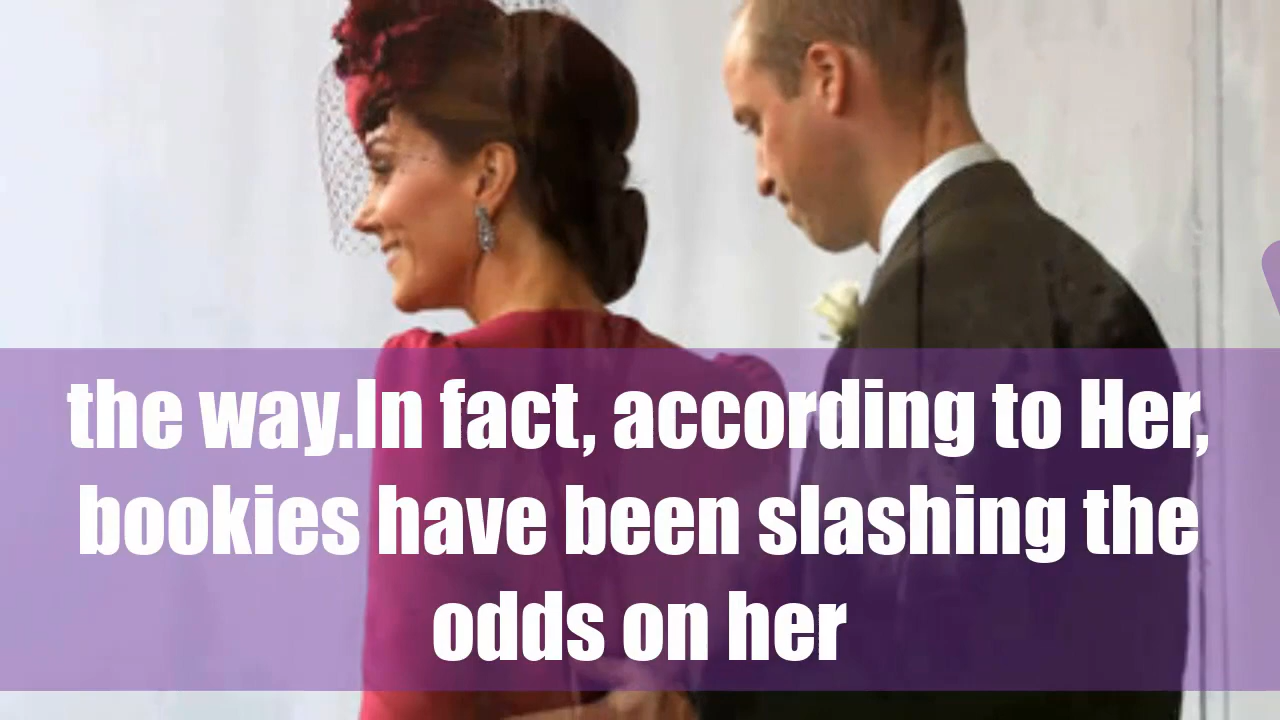 the way.In fact, according to Her,
bookies have been slashing the
odds on her